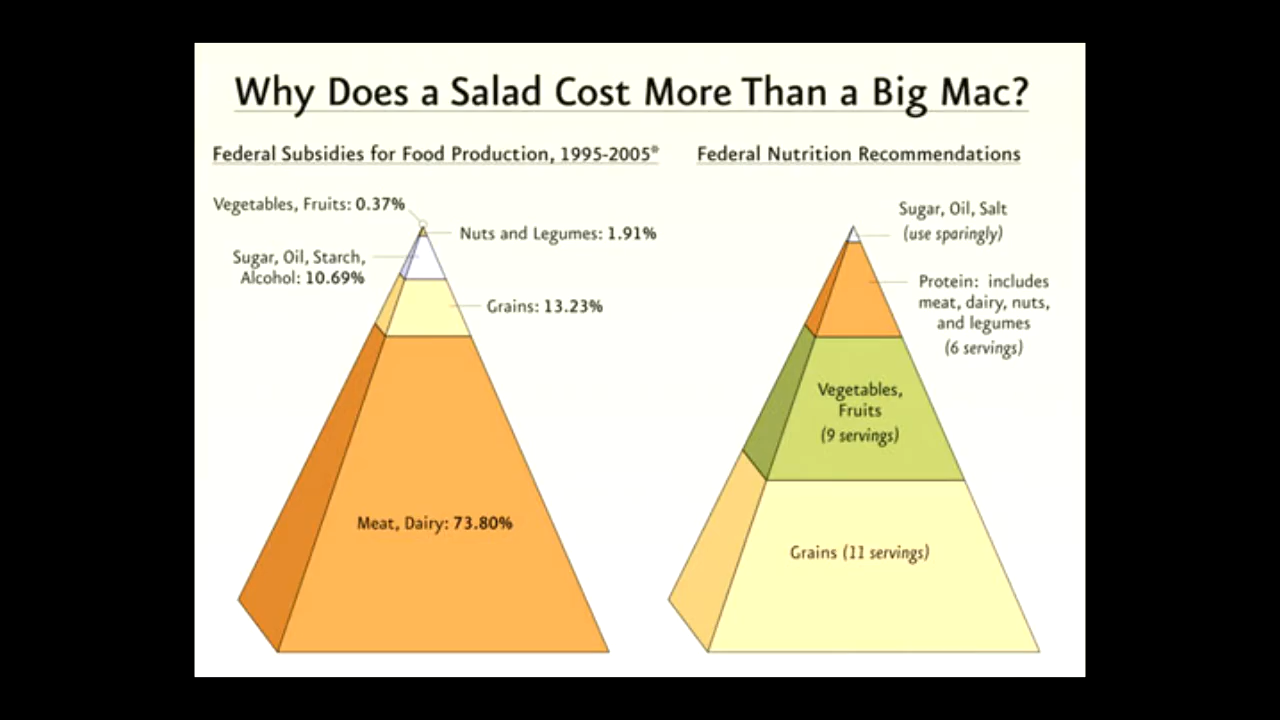 Why Does a Salad Cost More Than a Big Mac?
Federal Subsidies for Food Production, 1995-2005*
Vegetables, Fruits: 0.37%
Nuts and Legumes: 1.91%
Sugar, Oil, Starch,
Alcohol: 10.69%
Grains: 13.23%
Meat, Dairy: 73.80%
Federal Nutrition Recommendations
Sugar, Oil, Salt
(use sparingly)
Protein: includes
meat, dairy, nuts,
and legumes
(6 servings)
Vegetables,
Fruits
(9 servings)
Grains (11 servings)